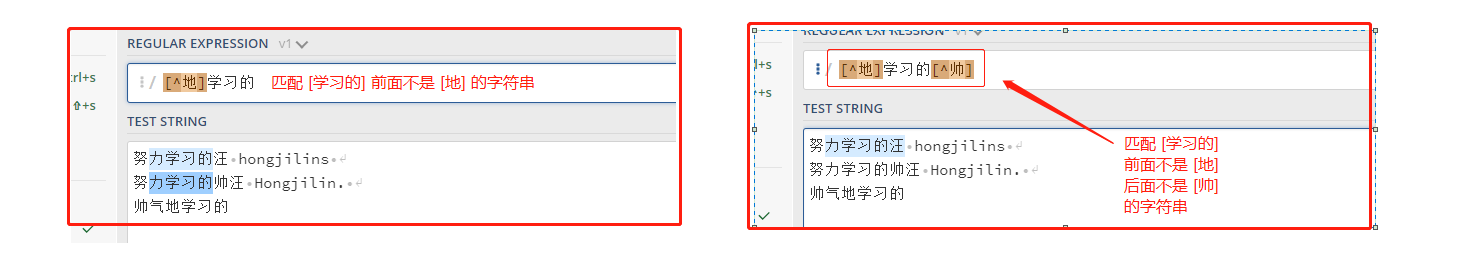 REGULAR EXPRESSION v1
trl+s
/ [^地]学习的 匹配 [学习的] 前面不是 [地] 的字符串
+s
TEST STRING
努力学习的汪 hongjilins
努力学习的帅汪 Hongjilin.
帅气地学习的
REGULAR EXPRESSION v1
l+s
/ [^地]学习的[^帅]
+s
TEST STRING
努力学习的汪 hongjilins
努力学习的帅汪 Hongjilin.
帅气地学习的
匹配 [学习的]
前面不是 [地]
后面不是 [帅]
的字符串